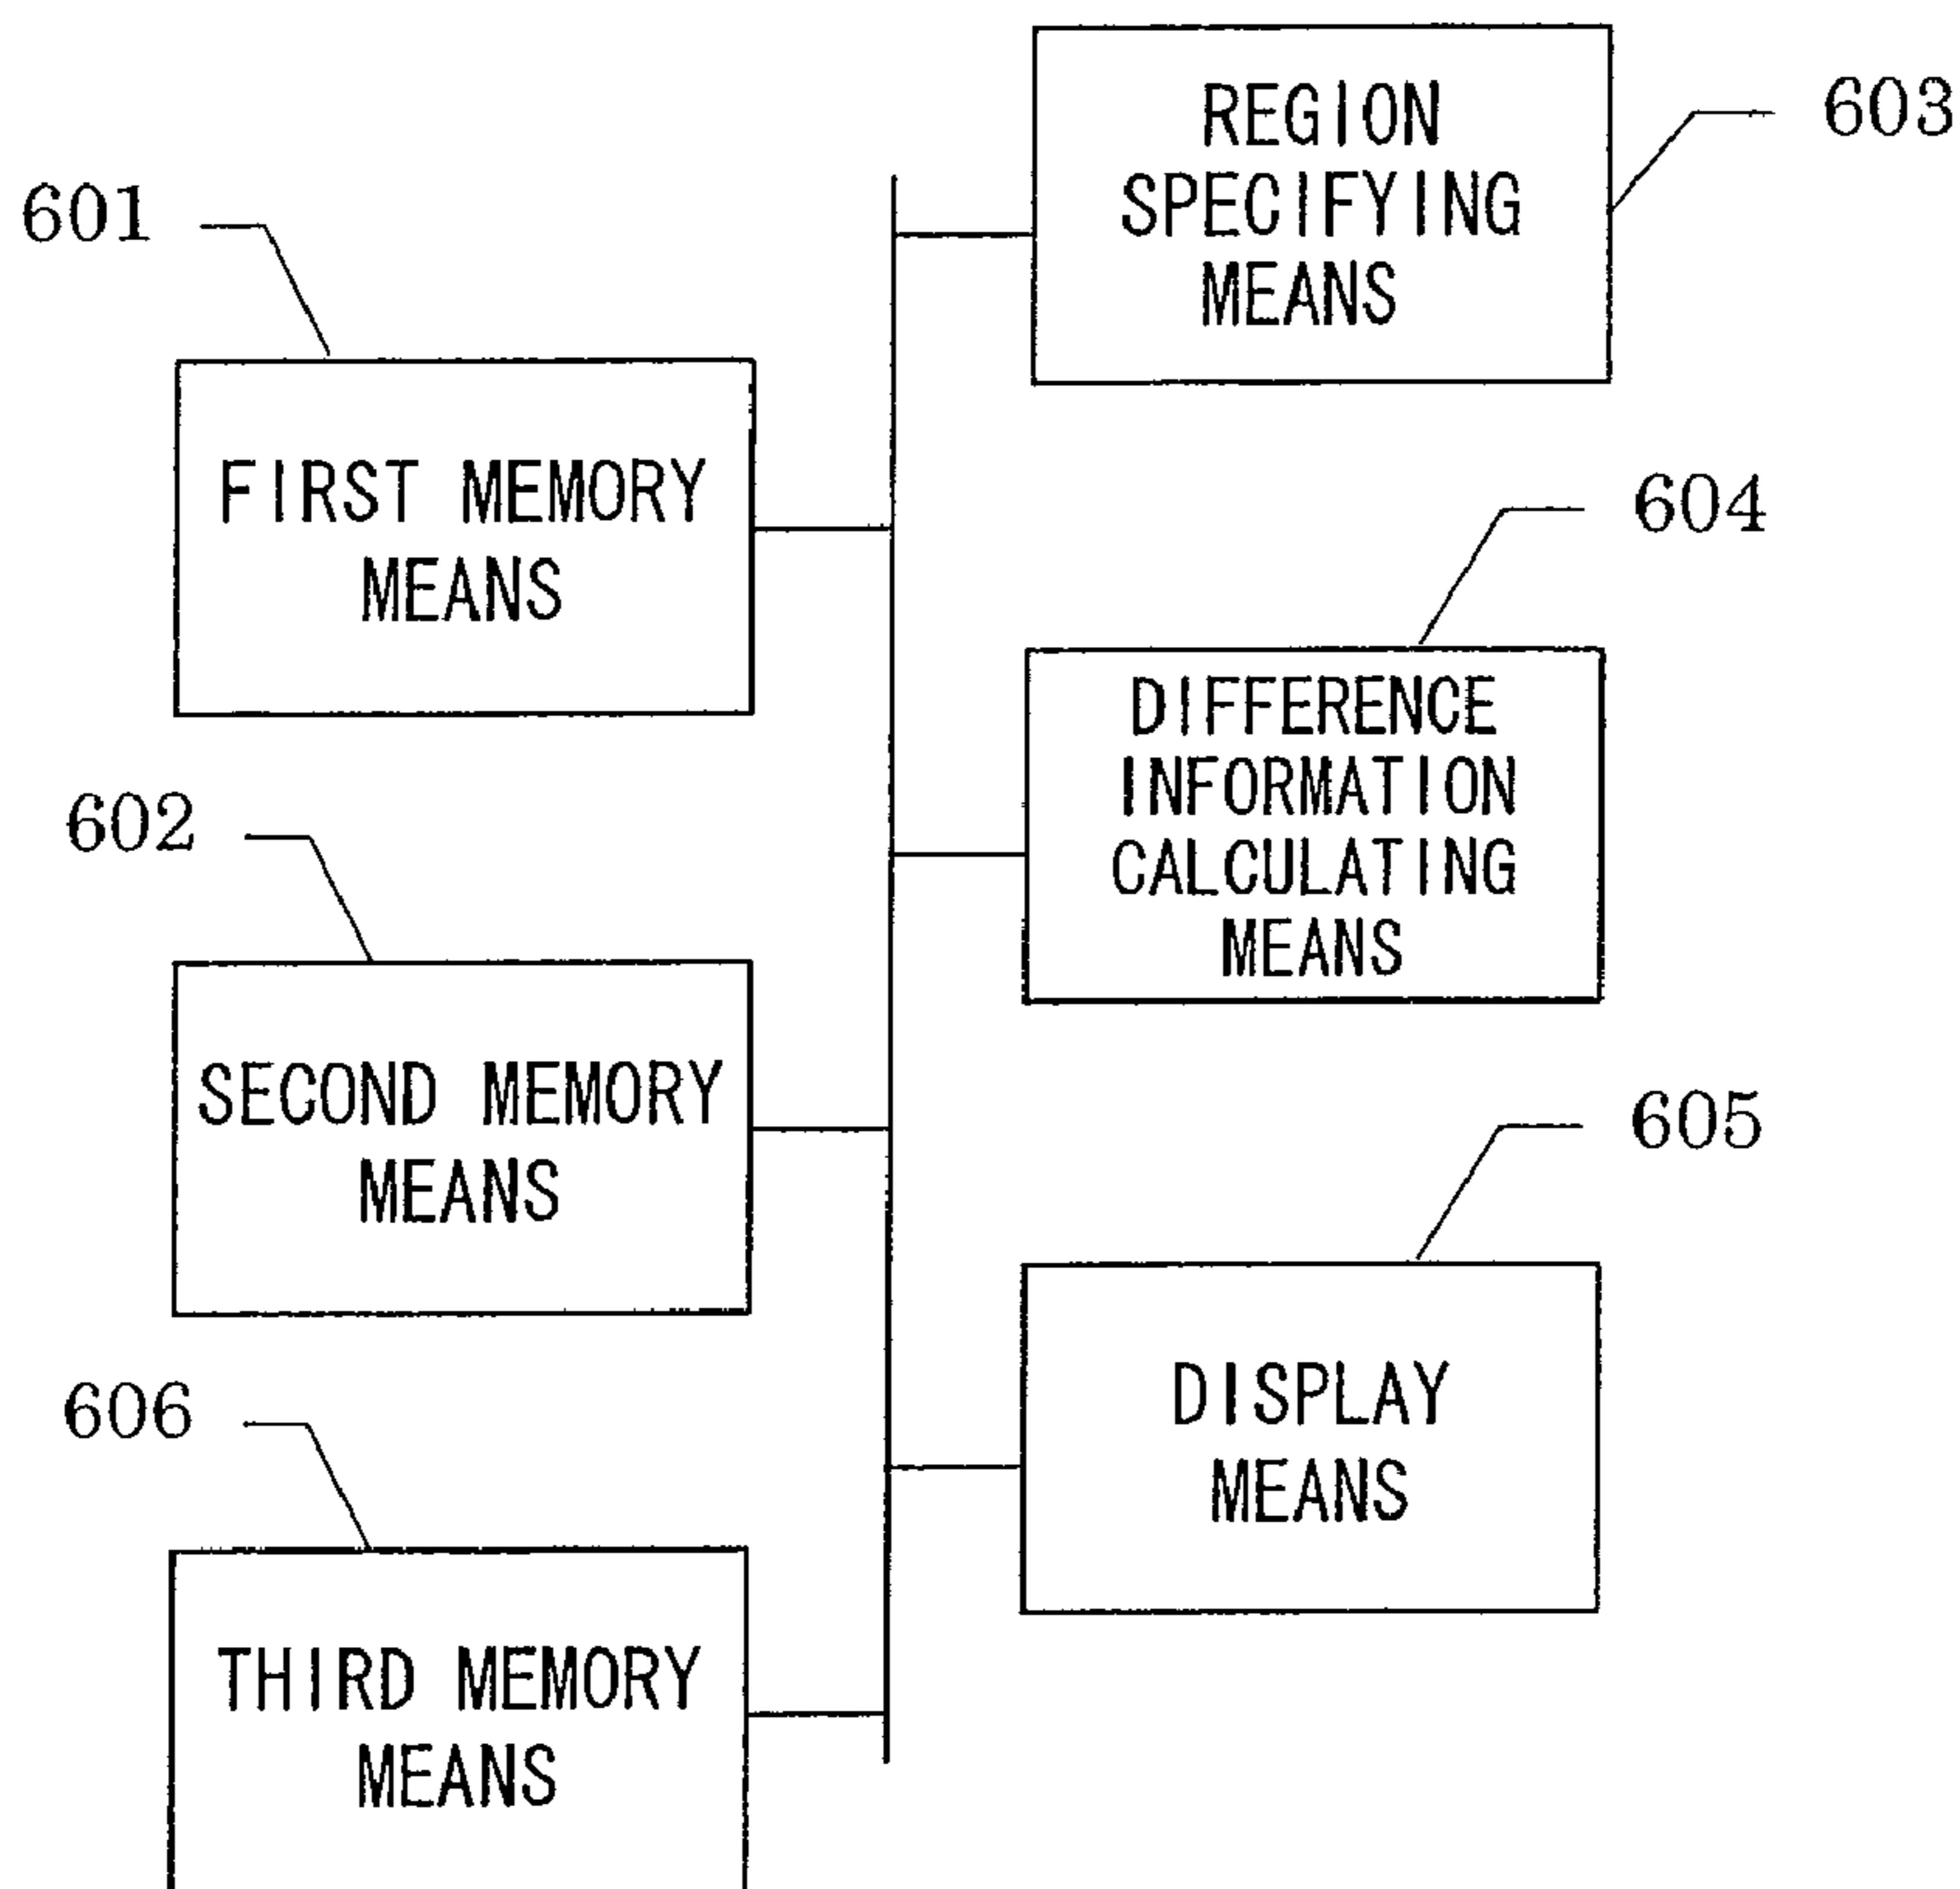 603
REGION
SPECIFYING
MEANS
601
FIRST MEMORY
MEANS
604
DIFFERENCE
INFORMATION
CALCULATING
MEANS
602
SECOND MEMORY
MEANS
605
DISPLAY
MEANS
606
THIRD MEMORY
MEANS